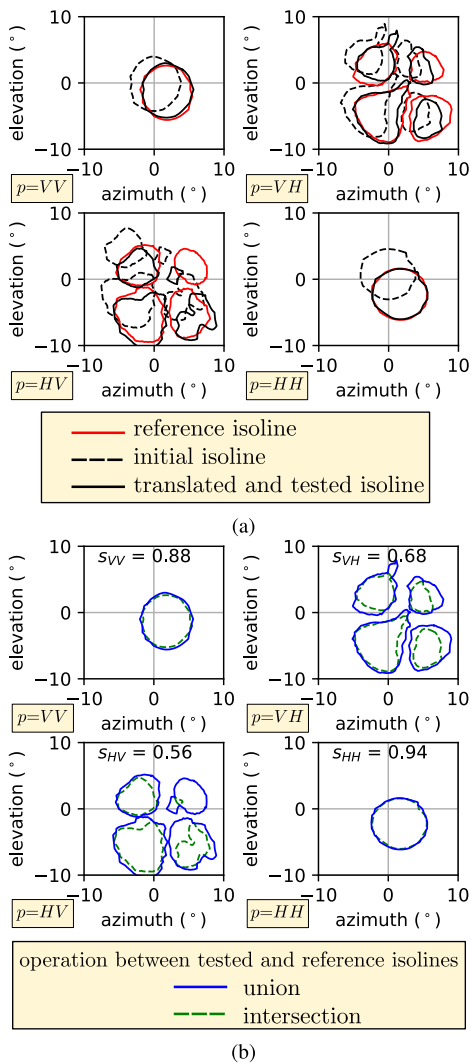 10
0
−10
elevation (°)
−10 0 10
azimuth (°)
p=VV
10
0
−10
elevation (°)
−10 0 10
azimuth (°)
p=VH
10
0
−10
elevation (°)
−10 0 10
azimuth (°)
p=HV
10
0
−10
elevation (°)
−10 0 10
azimuth (°)
p=HH
reference isoline
initial isoline
translated and tested isoline
(a)
s_VV = 0.88
10
0
−10
elevation (°)
−10 0 10
azimuth (°)
p=VV
s_VH = 0.68
10
0
−10
elevation (°)
−10 0 10
azimuth (°)
p=VH
s_HV = 0.56
10
0
−10
elevation (°)
−10 0 10
azimuth (°)
p=HV
s_HH = 0.94
10
0
−10
elevation (°)
−10 0 10
azimuth (°)
p=HH
operation between tested and reference isolines
union
intersection
(b)